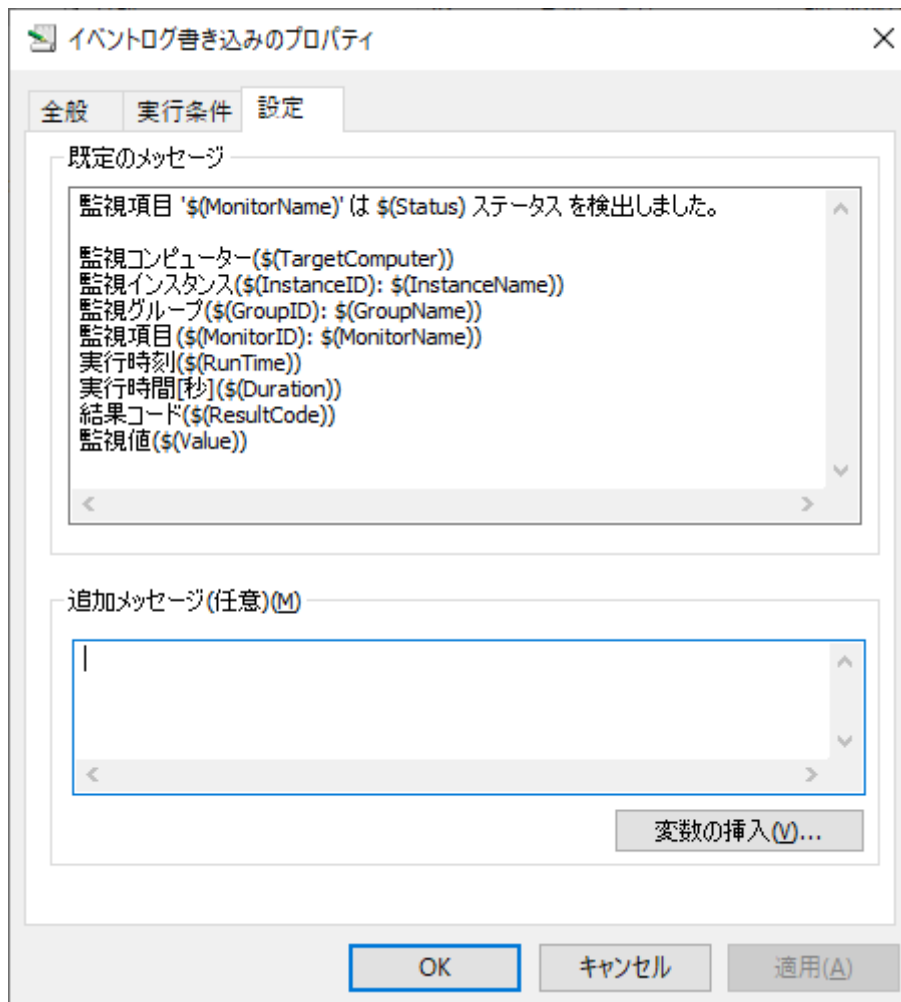 イベントログ書き込みのプロパティ
全般
実行条件
設定
既定のメッセージ
監視項目 '$(MonitorName)' は $(Status) ステータス を検出しました。
監視コンピューター($(TargetComputer))
監視インスタンス($(InstanceID): $(InstanceName))
監視グループ($(GroupID): $(GroupName))
監視項目($(MonitorID): $(MonitorName))
実行時刻($(RunTime))
実行時間[秒]($(Duration))
結果コード($(ResultCode))
監視値($(Value))
追加メッセージ(任意)(M)
変数の挿入(V)...
OK
キャンセル
適用(A)